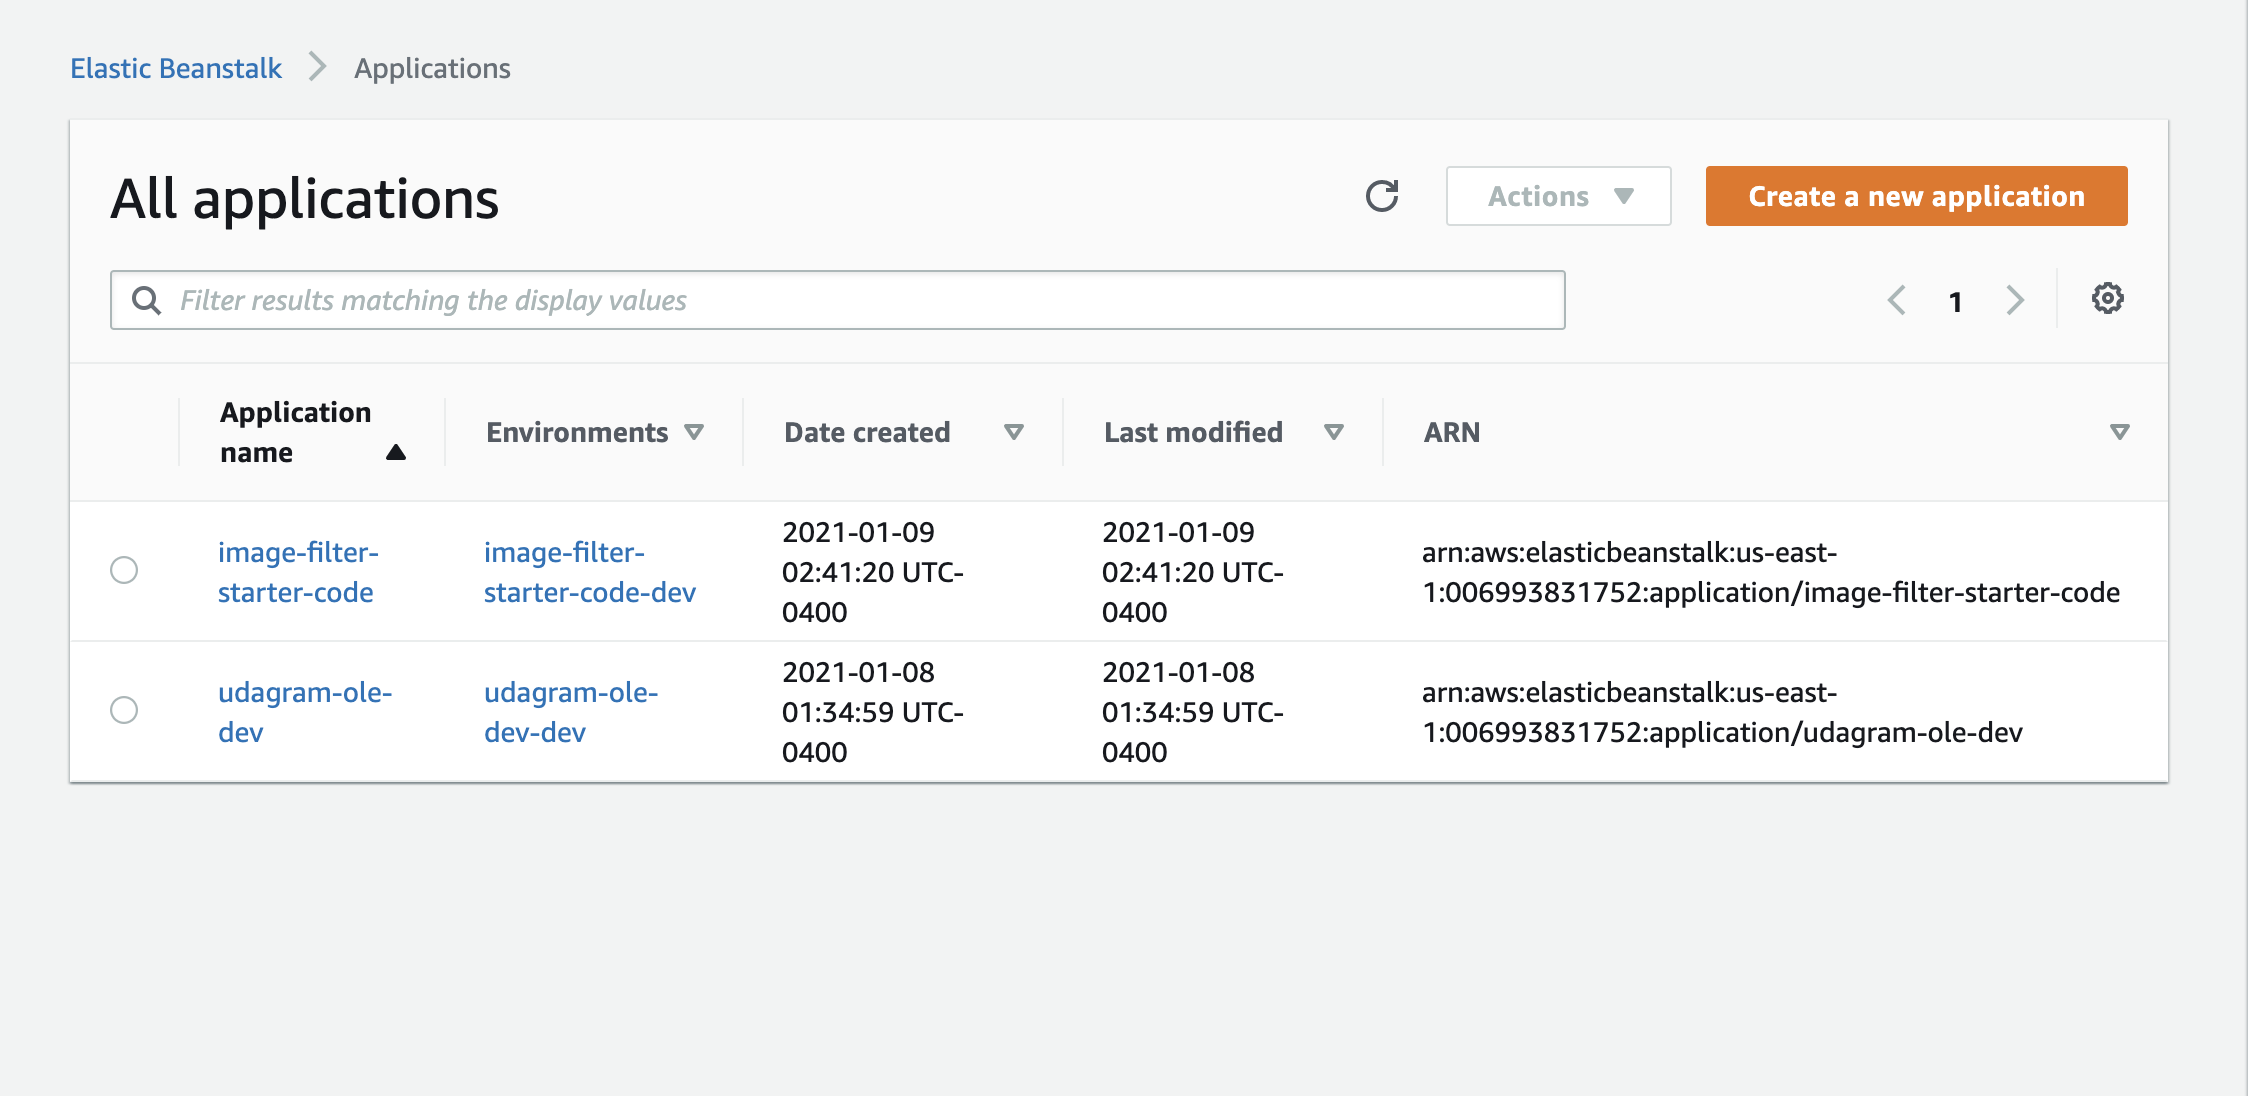 Elastic Beanstalk Applications
All applications
Actions
Create a new application
Filter results matching the display values
1
Application
name
Environments
Date created
Last modified
ARN
image-filter-
starter-code
image-filter-
starter-code-dev
2021-01-09
02:41:20 UTC-
0400
2021-01-09
02:41:20 UTC-
0400
arn:aws:elasticbeanstalk:us-east-
1:006993831752:application/image-filter-starter-code
udagram-ole-
dev
udagram-ole-
dev-dev
2021-01-08
01:34:59 UTC-
0400
2021-01-08
01:34:59 UTC-
0400
arn:aws:elasticbeanstalk:us-east-
1:006993831752:application/udagram-ole-dev